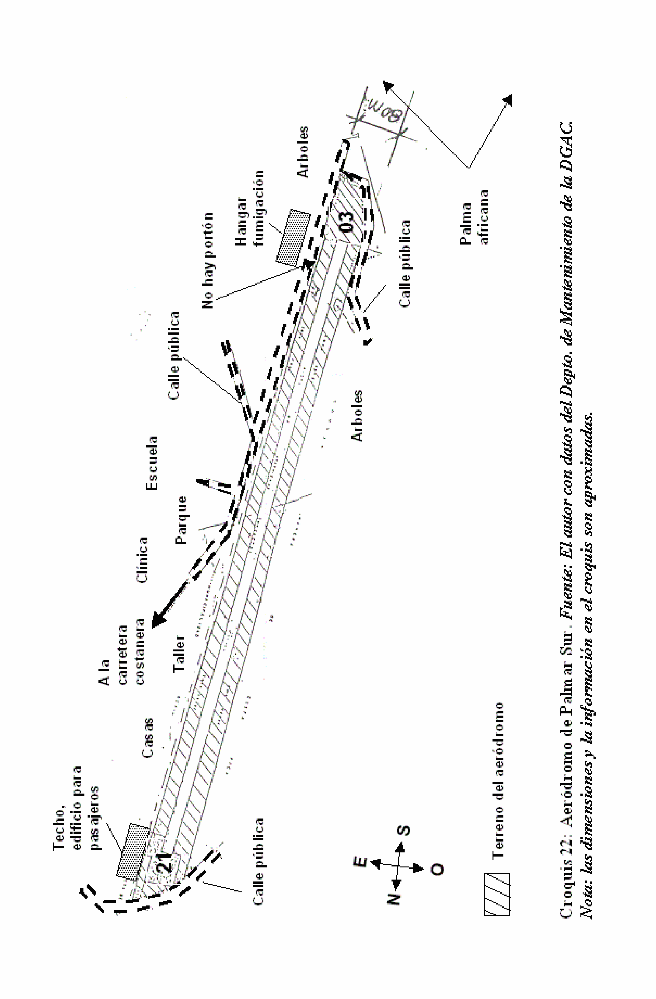 Techo,
edificio para
pasajeros
Casas
A la
carretera
costanera
Taller
Clínica
Parque
Escuela
Calle pública
No hay portón
Hangar
fumigación
Arboles
21
03
80m
Calle pública
Arboles
Calle pública
Palma
africana
E
N
S
O
Terreno del aeródromo
Croquis 22: Aeródromo de Palmar Sur. Fuente: El autor con datos del Depto. de Mantenimiento de la DGAC.
Nota: las dimensiones y la información en el croquis son aproximadas.